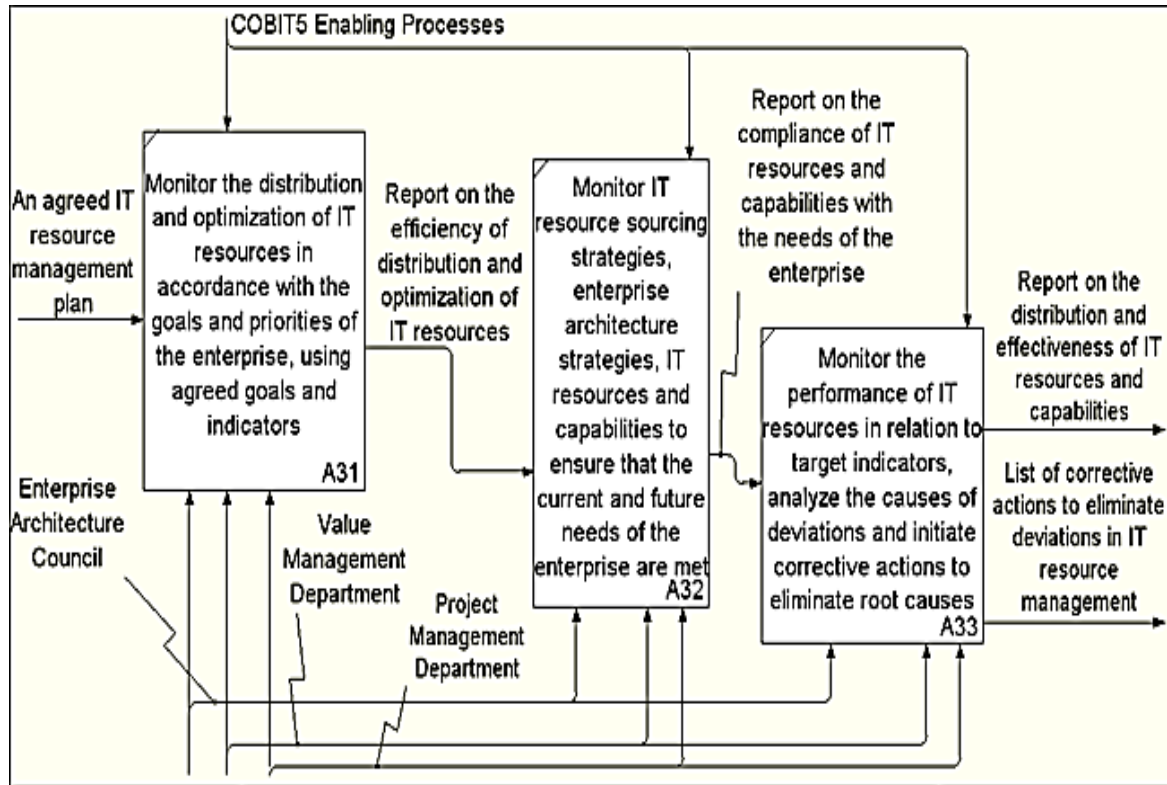 COBIT5 Enabling Processes
An agreed IT
resource
management
plan
Monitor the distribution
and optimization of IT
resources in
accordance with the
goals and priorities of
the enterprise, using
agreed goals and
indicators
A31
Report on the
efficiency of
distribution and
optimization of
IT resources
Monitor IT
resource sourcing
strategies,
enterprise
architecture
strategies, IT
resources and
capabilities to
ensure that the
current and future
needs of the
enterprise are met
A32
Report on the
compliance of IT
resources and
capabilities with
the needs of the
enterprise
Monitor the
performance of IT
resources in relation to
target indicators,
analyze the causes of
deviations and initiate
corrective actions to
eliminate root causes
A33
Report on the
distribution and
effectiveness of IT
resources and
capabilities
List of corrective
actions to eliminate
deviations in IT
resource
management
Enterprise
Architecture
Council
Value
Management
Department
Project
Management
Department